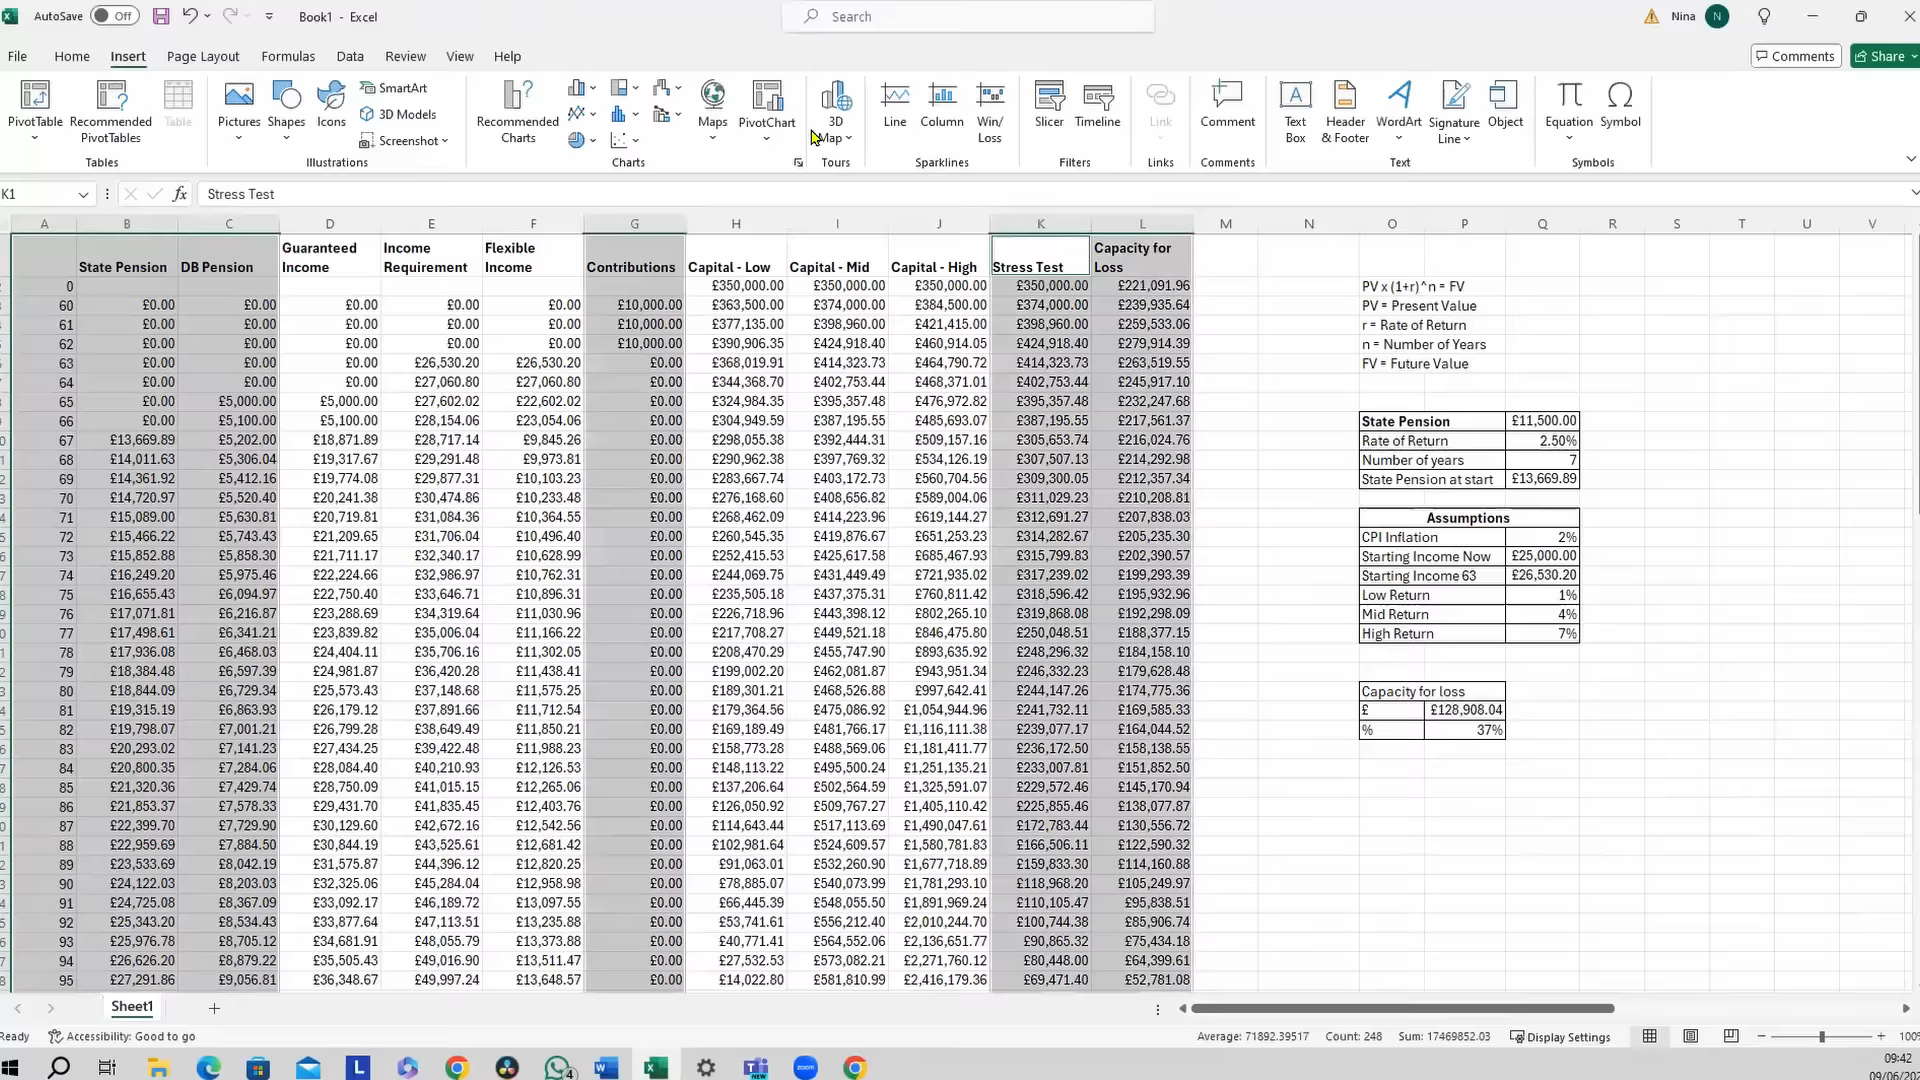 AutoSave Off Book1 - Excel Search Nina N
File Home Insert Page Layout Formulas Data Review View Help Comments Share
PivotTable Recommended PivotTables Table Pictures Shapes Icons SmartArt 3D Models Screenshot Recommended Charts Maps PivotChart 3D Map Line Column Win/Loss Slicer Timeline Link Comment Text Box Header & Footer WordArt Signature Line Object Equation Symbol
Tables Illustrations Charts Tours Sparklines Filters Links Comments Text Symbols
K1 fx Stress Test
A B C D E F G H I J K L M N O P Q R S T U V
State Pension DB Pension Guaranteed Income Income Requirement Flexible Income Contributions Capital - Low Capital - Mid Capital - High Stress Test Capacity for Loss
0 £350,000.00 £350,000.00 £350,000.00 £350,000.00 £221,091.96 PV x (1+r)^n = FV
60 £0.00 £0.00 £0.00 £0.00 £0.00 £10,000.00 £363,500.00 £374,000.00 £384,500.00 £374,000.00 £239,935.64 PV = Present Value
61 £0.00 £0.00 £0.00 £0.00 £0.00 £10,000.00 £377,135.00 £398,960.00 £421,415.00 £398,960.00 £259,533.06 r = Rate of Return
62 £0.00 £0.00 £0.00 £0.00 £0.00 £10,000.00 £390,906.35 £424,918.40 £460,914.05 £424,918.40 £279,914.39 n = Number of Years
63 £0.00 £0.00 £0.00 £26,530.20 £26,530.20 £0.00 £368,019.91 £414,323.73 £464,790.72 £414,323.73 £263,519.55 FV = Future Value
64 £0.00 £0.00 £0.00 £27,060.80 £27,060.80 £0.00 £344,368.70 £402,753.44 £468,371.01 £402,753.44 £245,917.10
65 £0.00 £5,000.00 £5,000.00 £27,602.02 £22,602.02 £0.00 £324,984.35 £395,357.48 £476,972.82 £395,357.48 £232,247.68
66 £0.00 £5,100.00 £5,100.00 £28,154.06 £23,054.06 £0.00 £304,949.59 £387,195.55 £485,693.07 £387,195.55 £217,561.37 State Pension £11,500.00
67 £13,669.89 £5,202.00 £18,871.89 £28,717.14 £9,845.26 £0.00 £298,055.38 £392,444.31 £509,157.16 £305,653.74 £216,024.76 Rate of Return 2.50%
68 £14,011.63 £5,306.04 £19,317.67 £29,291.48 £9,973.81 £0.00 £290,962.38 £397,769.32 £534,126.19 £307,507.13 £214,292.98 Number of years 7
69 £14,361.92 £5,412.16 £19,774.08 £29,877.31 £10,103.23 £0.00 £283,667.74 £403,172.73 £560,704.56 £309,300.05 £212,357.34 State Pension at start £13,669.89
70 £14,720.97 £5,520.40 £20,241.38 £30,474.86 £10,233.48 £0.00 £276,168.60 £408,656.82 £589,004.06 £311,029.23 £210,208.81
71 £15,089.00 £5,630.81 £20,719.81 £31,084.36 £10,364.55 £0.00 £268,462.09 £414,223.96 £619,144.27 £312,691.27 £207,838.03 Assumptions
72 £15,466.22 £5,743.43 £21,209.65 £31,706.04 £10,496.40 £0.00 £260,545.35 £419,876.67 £651,253.23 £314,282.67 £205,235.30 CPI Inflation 2%
73 £15,852.88 £5,858.30 £21,711.17 £32,340.17 £10,628.99 £0.00 £252,415.53 £425,617.58 £685,467.93 £315,799.83 £202,390.57 Starting Income Now £25,000.00
74 £16,249.20 £5,975.46 £22,224.66 £32,986.97 £10,762.31 £0.00 £244,069.75 £431,449.49 £721,935.02 £317,239.02 £199,293.39 Starting Income 63 £26,530.20
75 £16,655.43 £6,094.97 £22,750.40 £33,646.71 £10,896.31 £0.00 £235,505.18 £437,375.31 £760,811.42 £318,596.42 £195,932.96 Low Return 1%
76 £17,071.81 £6,216.87 £23,288.69 £34,319.64 £11,030.96 £0.00 £226,718.96 £443,398.12 £802,265.10 £319,868.08 £192,298.09 Mid Return 4%
77 £17,498.61 £6,341.21 £23,839.82 £35,006.04 £11,166.22 £0.00 £217,708.27 £449,521.18 £846,475.80 £250,048.51 £188,377.15 High Return 7%
78 £17,936.08 £6,468.03 £24,404.11 £35,706.16 £11,302.05 £0.00 £208,470.29 £455,747.90 £893,635.92 £248,296.32 £184,158.10
79 £18,384.48 £6,597.39 £24,981.87 £36,420.28 £11,438.41 £0.00 £199,002.20 £462,081.87 £943,951.34 £246,332.23 £179,628.48
80 £18,844.09 £6,729.34 £25,573.43 £37,148.68 £11,575.25 £0.00 £189,301.21 £468,526.88 £997,642.41 £244,147.26 £174,775.36 Capacity for loss
81 £19,315.19 £6,863.93 £26,179.12 £37,891.66 £11,712.54 £0.00 £179,364.56 £475,086.92 £1,054,944.96 £241,732.11 £169,585.33 £ £128,908.04
82 £19,798.07 £7,001.21 £26,799.28 £38,649.49 £11,850.21 £0.00 £169,189.49 £481,766.17 £1,116,111.38 £239,077.17 £164,044.52 % 37%
83 £20,293.02 £7,141.23 £27,434.25 £39,422.48 £11,988.23 £0.00 £158,773.28 £488,569.06 £1,181,411.77 £236,172.50 £158,138.55
84 £20,800.35 £7,284.06 £28,084.40 £40,210.93 £12,126.53 £0.00 £148,113.22 £495,500.24 £1,251,135.21 £233,007.81 £151,852.50
85 £21,320.36 £7,429.74 £28,750.09 £41,015.15 £12,265.06 £0.00 £137,206.64 £502,564.59 £1,325,591.07 £229,572.46 £145,170.94
86 £21,853.37 £7,578.33 £29,431.70 £41,835.45 £12,403.76 £0.00 £126,050.92 £509,767.27 £1,405,110.42 £225,855.46 £138,077.87
87 £22,399.70 £7,729.90 £30,129.60 £42,672.16 £12,542.56 £0.00 £114,643.44 £517,113.69 £1,490,047.61 £172,783.44 £130,556.72
88 £22,959.69 £7,884.50 £30,844.19 £43,525.61 £12,681.42 £0.00 £102,981.64 £524,609.57 £1,580,781.83 £166,506.11 £122,590.32
89 £23,533.69 £8,042.19 £31,575.87 £44,396.12 £12,820.25 £0.00 £91,063.01 £532,260.90 £1,677,718.89 £159,833.30 £114,160.88
90 £24,122.03 £8,203.03 £32,325.06 £45,284.04 £12,958.98 £0.00 £78,885.07 £540,073.99 £1,781,293.10 £118,968.20 £105,249.97
91 £24,725.08 £8,367.09 £33,092.17 £46,189.72 £13,097.55 £0.00 £66,445.39 £548,055.50 £1,891,969.24 £110,105.47 £95,838.51
92 £25,343.20 £8,534.43 £33,877.64 £47,113.51 £13,235.88 £0.00 £53,741.61 £556,212.40 £2,010,244.70 £100,744.38 £85,906.74
93 £25,976.78 £8,705.12 £34,681.91 £48,055.79 £13,373.88 £0.00 £40,771.41 £564,552.06 £2,136,651.77 £90,865.32 £75,434.18
94 £26,626.20 £8,879.22 £35,505.43 £49,016.90 £13,511.47 £0.00 £27,532.53 £573,082.21 £2,271,760.12 £80,448.00 £64,399.61
95 £27,291.86 £9,056.81 £36,348.67 £49,997.24 £13,648.57 £0.00 £14,022.80 £581,810.99 £2,416,179.36 £69,471.40 £52,781.08
Sheet1
Ready Accessibility: Good to go Average: 71892.39517 Count: 248 Sum: 17469852.03 Display Settings 100%
09:42
09/06/202